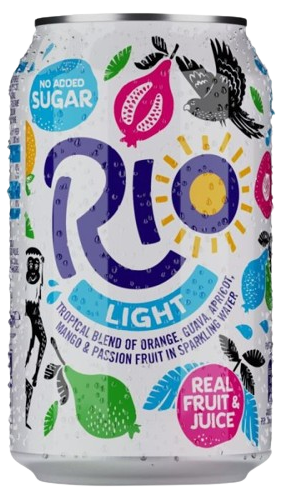 NO ADDED
SUGAR
RIO
LIGHT
TROPICAL BLEND OF ORANGE, GUAVA, APRICOT,
MANGO & PASSION FRUIT IN SPARKLING WATER
REAL
FRUIT &
JUICE